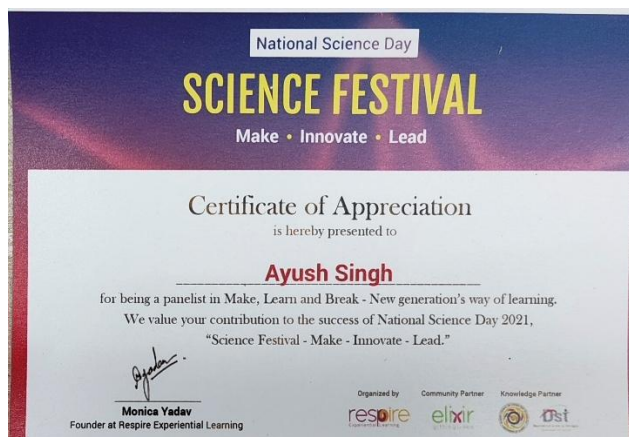 National Science Day
SCIENCE FESTIVAL
Make • Innovate • Lead
Certificate of Appreciation
is hereby presented to
Ayush Singh
for being a panelist in Make, Learn and Break - New generation's way of learning.
We value your contribution to the success of National Science Day 2021,
"Science Festival - Make - Innovate - Lead."
Monica Yadav
Founder at Respire Experiential Learning
Organized by
respire
Experiential Learning
Community Partner
elixir
Knowledge Partner